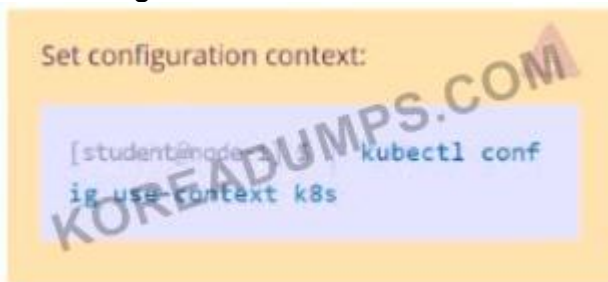 Set configuration context:
[student@node-1] $ kubectl conf
ig use-context k8s
KOREADUMPS.COM